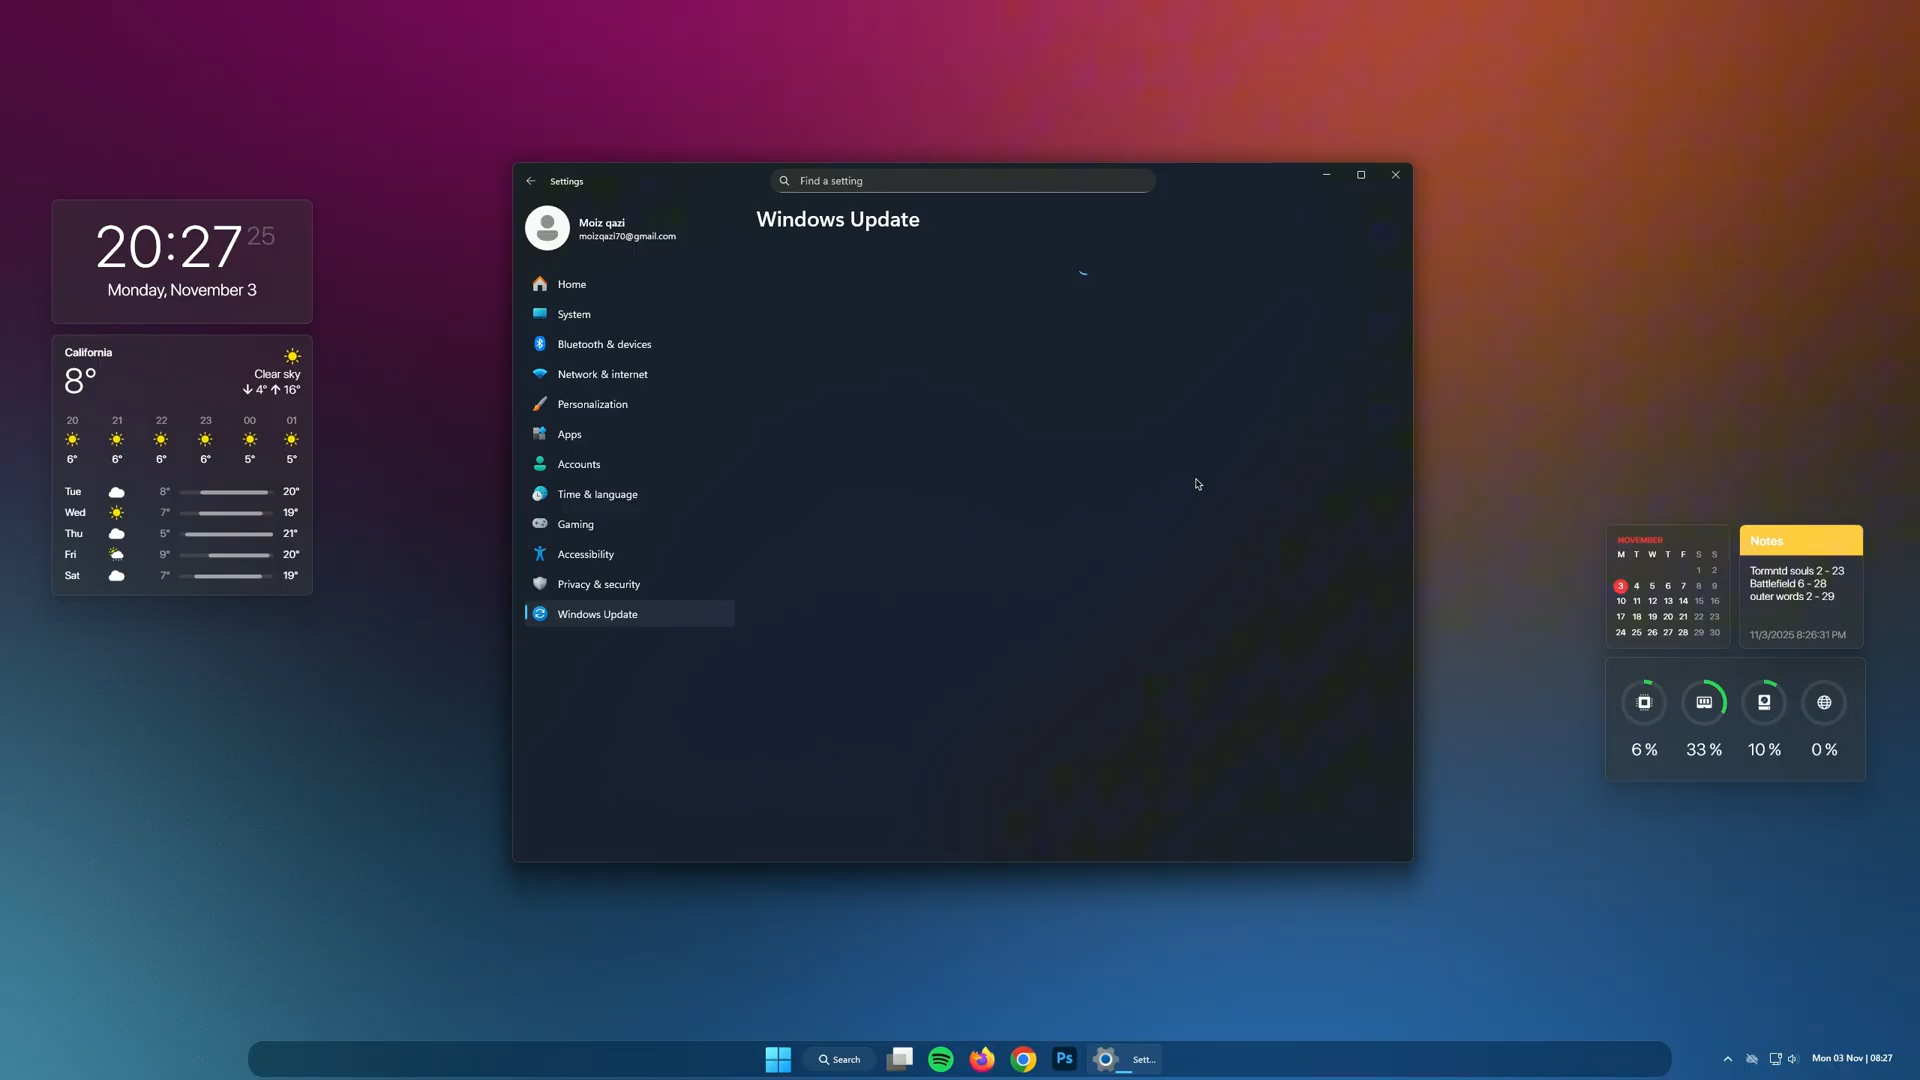 Settings
Find a setting
Moiz qazi
moizqazi70@gmail.com
Windows Update
Home
System
Bluetooth & devices
Network & internet
Personalization
Apps
Accounts
Time & language
Gaming
Accessibility
Privacy & security
Windows Update
20:27 25
Monday, November 3
California
8°
Clear sky
↓ 4° ↑ 16°
20 21 22 23 00 01
6° 6° 6° 6° 5° 5°
Tue 8° 20°
Wed 7° 19°
Thu 5° 21°
Fri 9° 20°
Sat 7° 19°
NOVEMBER
M T W T F S S
1 2
3 4 5 6 7 8 9
10 11 12 13 14 15 16
17 18 19 20 21 22 23
24 25 26 27 28 29 30
Notes
Tormntd souls 2 - 23
Battlefield 6 - 28
outer words 2 - 29
11/3/2025 8:26:31 PM
6 % 33 % 10 % 0 %
Search
Ps
Sett...
Mon 03 Nov | 08:27